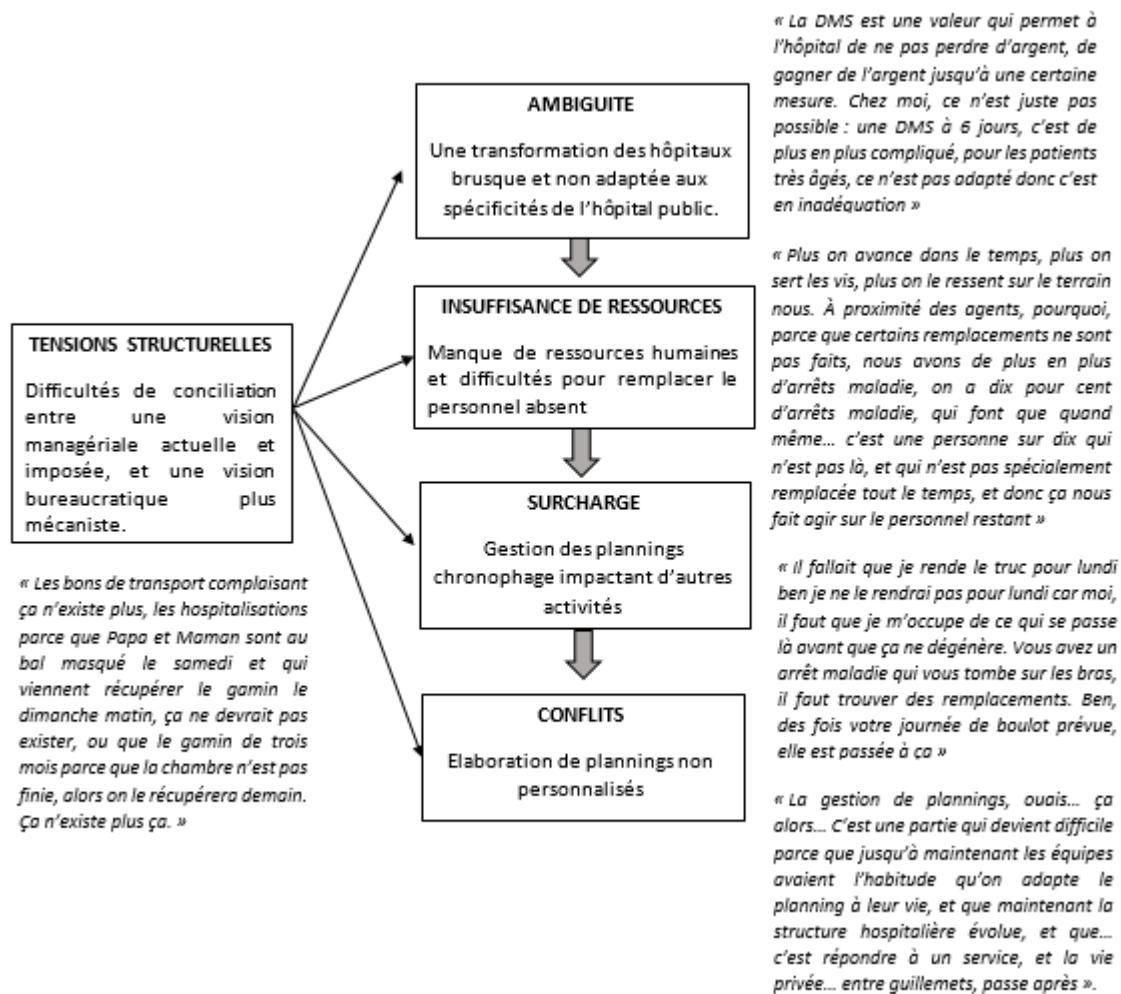 TENSIONS STRUCTURELLES
Difficultés de conciliation
entre une vision
managériale actuelle et
imposée, et une vision
bureaucratique plus
mécaniste.
« Les bons de transport complaisant
ça n’existe plus, les hospitalisations
parce que Papa et Maman sont au
bal masqué le samedi et qui
viennent récupérer le gamin le
dimanche matin, ça ne devrait pas
exister, ou que le gamin de trois
mois parce que la chambre n’est pas
finie, alors on le récupérera demain.
Ça n’existe plus ça. »
AMBIGUITE
Une transformation des hôpitaux
brusque et non adaptée aux
spécificités de l’hôpital public.
INSUFFISANCE DE RESSOURCES
Manque de ressources humaines
et difficultés pour remplacer le
personnel absent
SURCHARGE
Gestion des plannings
chronophage impactant d’autres
activités
CONFLITS
Elaboration de plannings non
personnalisés
« La DMS est une valeur qui permet à
l’hôpital de ne pas perdre d’argent, de
gagner de l’argent jusqu’à une certaine
mesure. Chez moi, ce n’est juste pas
possible : une DMS à 6 jours, c’est de
plus en plus compliqué, pour les patients
très âgés, ce n’est pas adapté donc c’est
en inadéquation »
« Plus on avance dans le temps, plus on
sert les vis, plus on le ressent sur le terrain
nous. À proximité des agents, pourquoi,
parce que certains remplacements ne sont
pas faits, nous avons de plus en plus
d’arrêts maladie, on a dix pour cent
d’arrêts maladie, qui font que quand
même… c’est une personne sur dix qui
n’est pas là, et qui n’est pas spécialement
remplacée tout le temps, et donc ça nous
fait agir sur le personnel restant »
« Il fallait que je rende le truc pour lundi
ben je ne le rendrai pas pour lundi car moi,
il faut que je m’occupe de ce qui se passe
là avant que ça ne dégénère. Vous avez un
arrêt maladie qui vous tombe sur les bras,
il faut trouver des remplacements. Ben,
des fois votre journée de boulot prévue,
elle est passée à ça »
« La gestion de plannings, ouais… ça
alors… C’est une partie qui devient difficile
parce que jusqu’à maintenant les équipes
avaient l’habitude qu’on adapte le
planning à leur vie, et que maintenant la
structure hospitalière évolue, et que…
c’est répondre à un service, et la vie
privée… entre guillemets, passe après ».